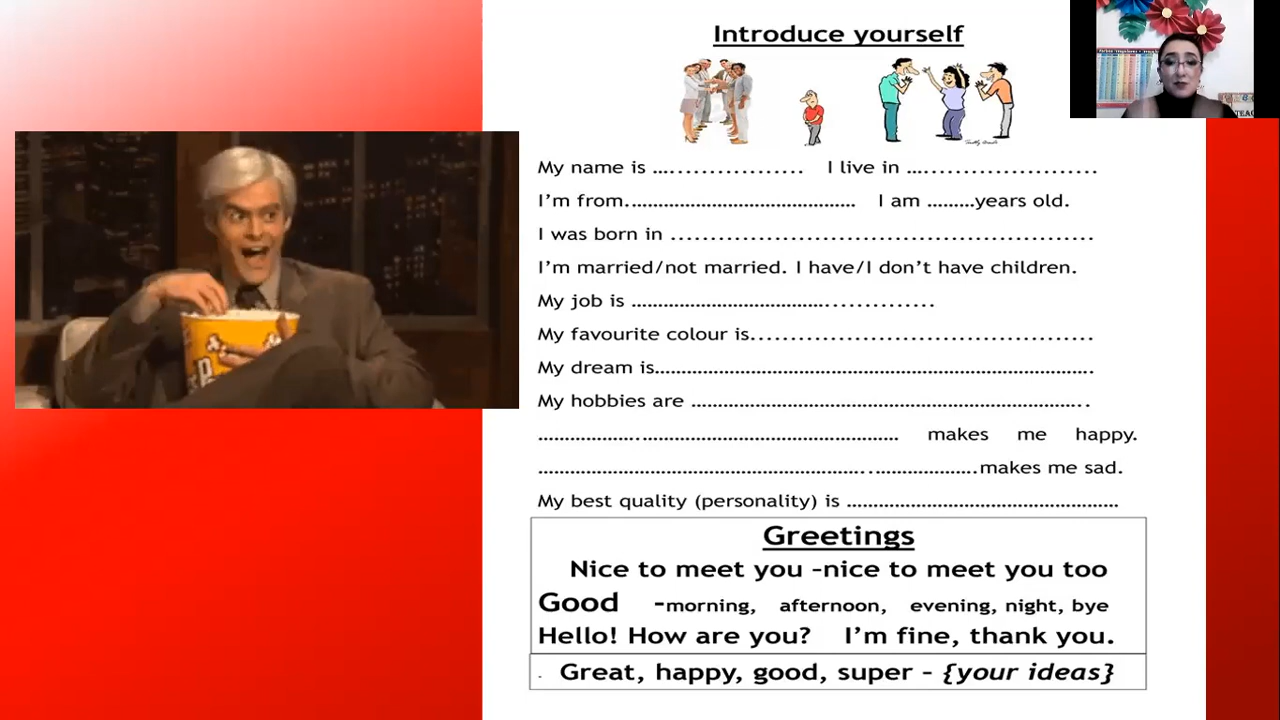 Introduce yourself
My name is ..................... I live in .........................
I'm from................................................ I am .........years old.
I was born in ...........................................
I'm married/not married. I have/I don't have children.
My job is ......................................................
My favourite colour is...................................
My dream is...............................................................................
My hobbies are .........................................................................
................................................................ makes me happy.
...................................................................................makes me sad.
My best quality (personality) is ..................................................
Greetings
Nice to meet you –nice to meet you too
Good -morning, afternoon, evening, night, bye
Hello! How are you? I'm fine, thank you.
. Great, happy, good, super – {your ideas}